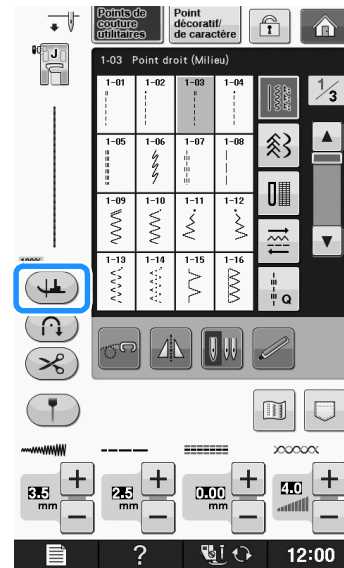 Points de
couture
utilitaires
Point
décoratif/
de caractère
J
1-03 Point droit (Milieu)
1-01 1-02 1-03 1-04
1/3
1-05 1-06 1-07 1-08
1-09 1-10 1-11 1-12
1-13 1-14 1-15 1-16
100%
Q
3.5 mm
2.5 mm
0.00 mm
4.0
?
12:00